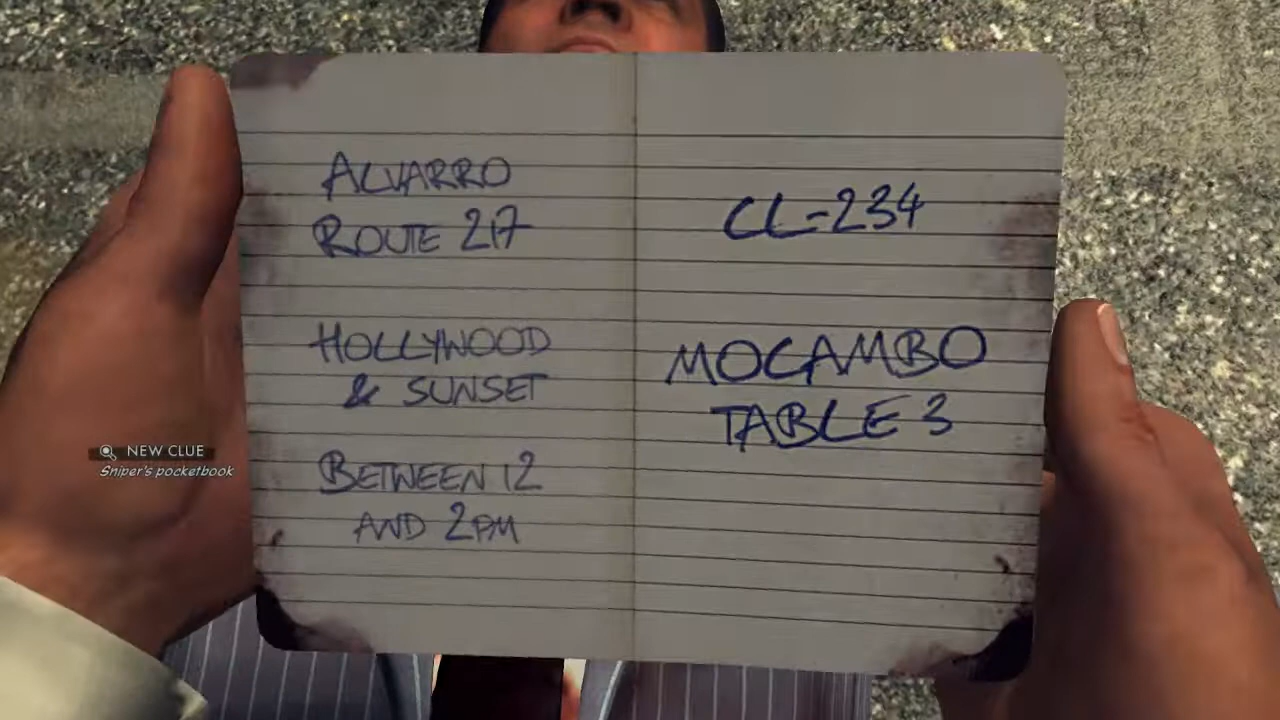 ALVARRO
ROUTE 217
HOLLYWOOD
& SUNSET
BETWEEN 12
AND 2PM
CL-234
MOCAMBO
TABLE 3
NEW CLUE
Sniper's pocketbook